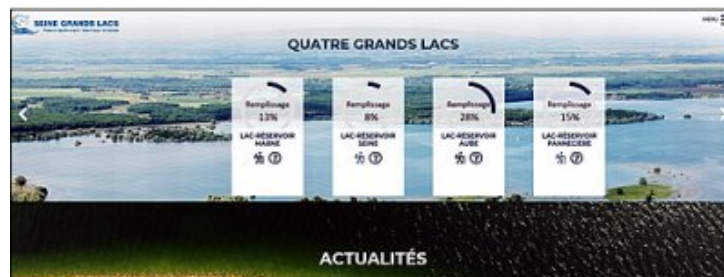 SEINE GRANDS LACS
MENU
QUATRE GRANDS LACS
Remplissage
13%
LAC-RÉSERVOIR
MARNE
Remplissage
8%
LAC-RÉSERVOIR
SEINE
Remplissage
28%
LAC-RÉSERVOIR
AUBE
Remplissage
15%
LAC-RÉSERVOIR
PANNECIÈRE
ACTUALITÉS